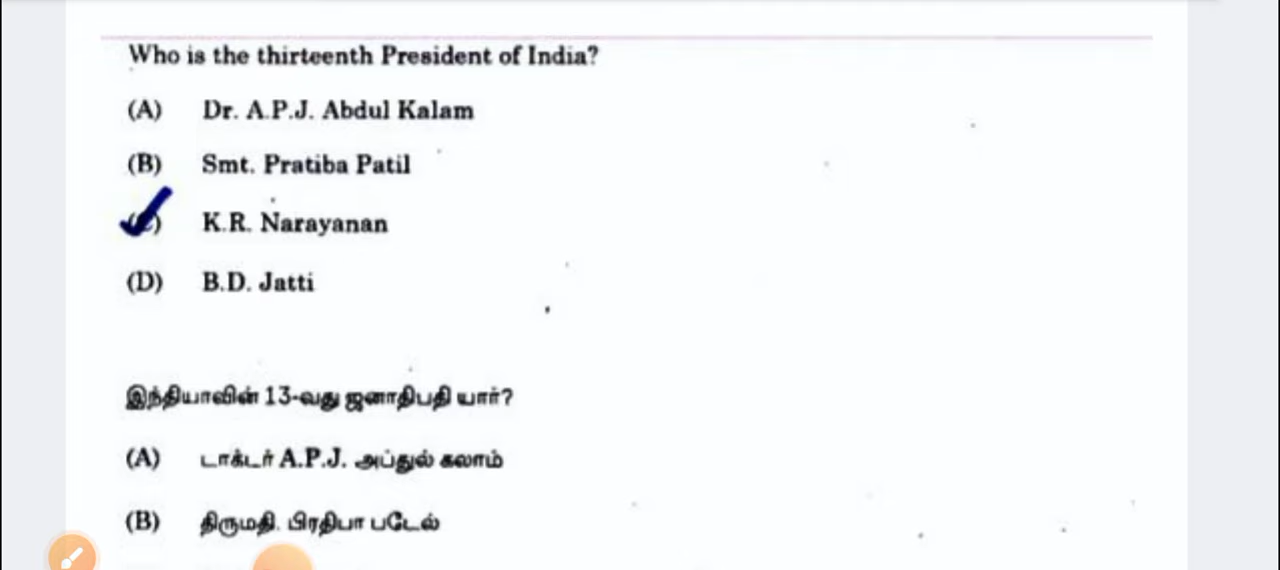 Who is the thirteenth President of India?
(A) Dr. A.P.J. Abdul Kalam
(B) Smt. Pratiba Patil
(C) K.R. Narayanan
(D) B.D. Jatti
இந்தியாவின் 13-வது ஜனாதிபதி யார்?
(A) டாக்டர் A.P.J. அப்துல் கலாம்
(B) திருமதி. பிரதிபா படேல்